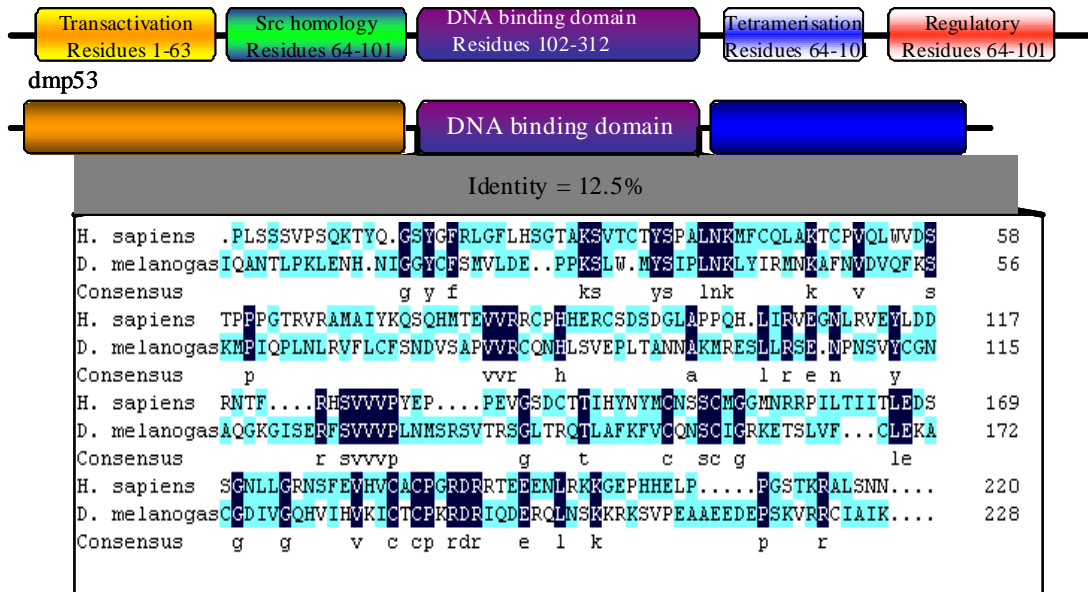 Transactivation Src homology DNA binding domain Tetramerisation Regulatory
Residues 1-63 Residues 64-101 Residues 102-312 Residues 64-101 Residues 64-101
dmp53
DNA binding domain
Identity = 12.5%
H. sapiens .PLSSSVPSQKTYQ.GSYGFRLGFLHSGTAKSVTCTYSPALNKMFCQLAKTCPVQLWVDS 58
D. melanogasIQANTLPKLENH.NIGGYCFSMVLDE..PPKSLW.MYSIPLNKLYIRMNKAFNVDVQFKS 56
Consensus g y f ks ys lnk k v s
H. sapiens TPPPGTRVRAMAIYKQSQHMTEVVRRCPHHERCSDSDGLAPPQH.LIRVEGNLRVEYLDD 117
D. melanogasKMPIQPLNLRVFLCFSNDVSAPVVRCQNHLSVEPLTANNAKMRESLLRSE.NPNSVYCGN 115
Consensus p vvr h a l r e n y
H. sapiens RNTF....RHSVVVPYEP....PEVGSDCTTIHYNYMCNSSCMGGMNRRPILTIITLEDS 169
D. melanogasAQGKGISERFSVVVPLNMSRSVTRSGLTRQTLAFKFVCQNSCIGRKETSLVF...CLEKA 172
Consensus r svvvp g t c sc g le
H. sapiens SGNLLGRNSFEVHVCACPGRDRRTEEENLRKKGEPHHELP.....PGSTKRALSNN.... 220
D. melanogasCGDIVGQHVIHVKICTCPKRDRIQDERQLNSKKRKSVPEAAEEDEPSKVRRCIAIK.... 228
Consensus g g v c cp rdr e l k p r